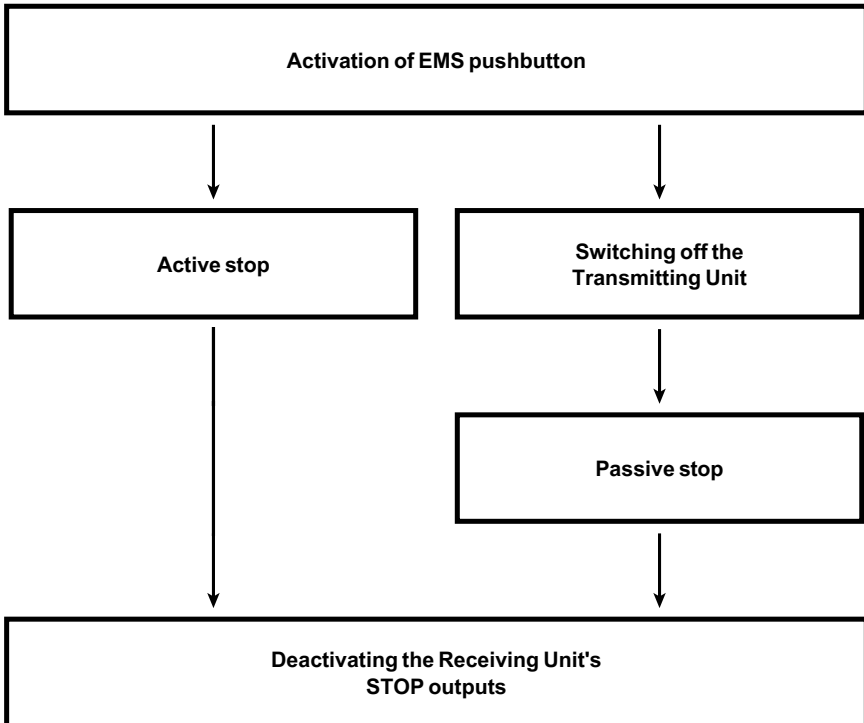 Activation of EMS pushbutton
Active stop
Switching off the
Transmitting Unit
Passive stop
Deactivating the Receiving Unit's
STOP outputs